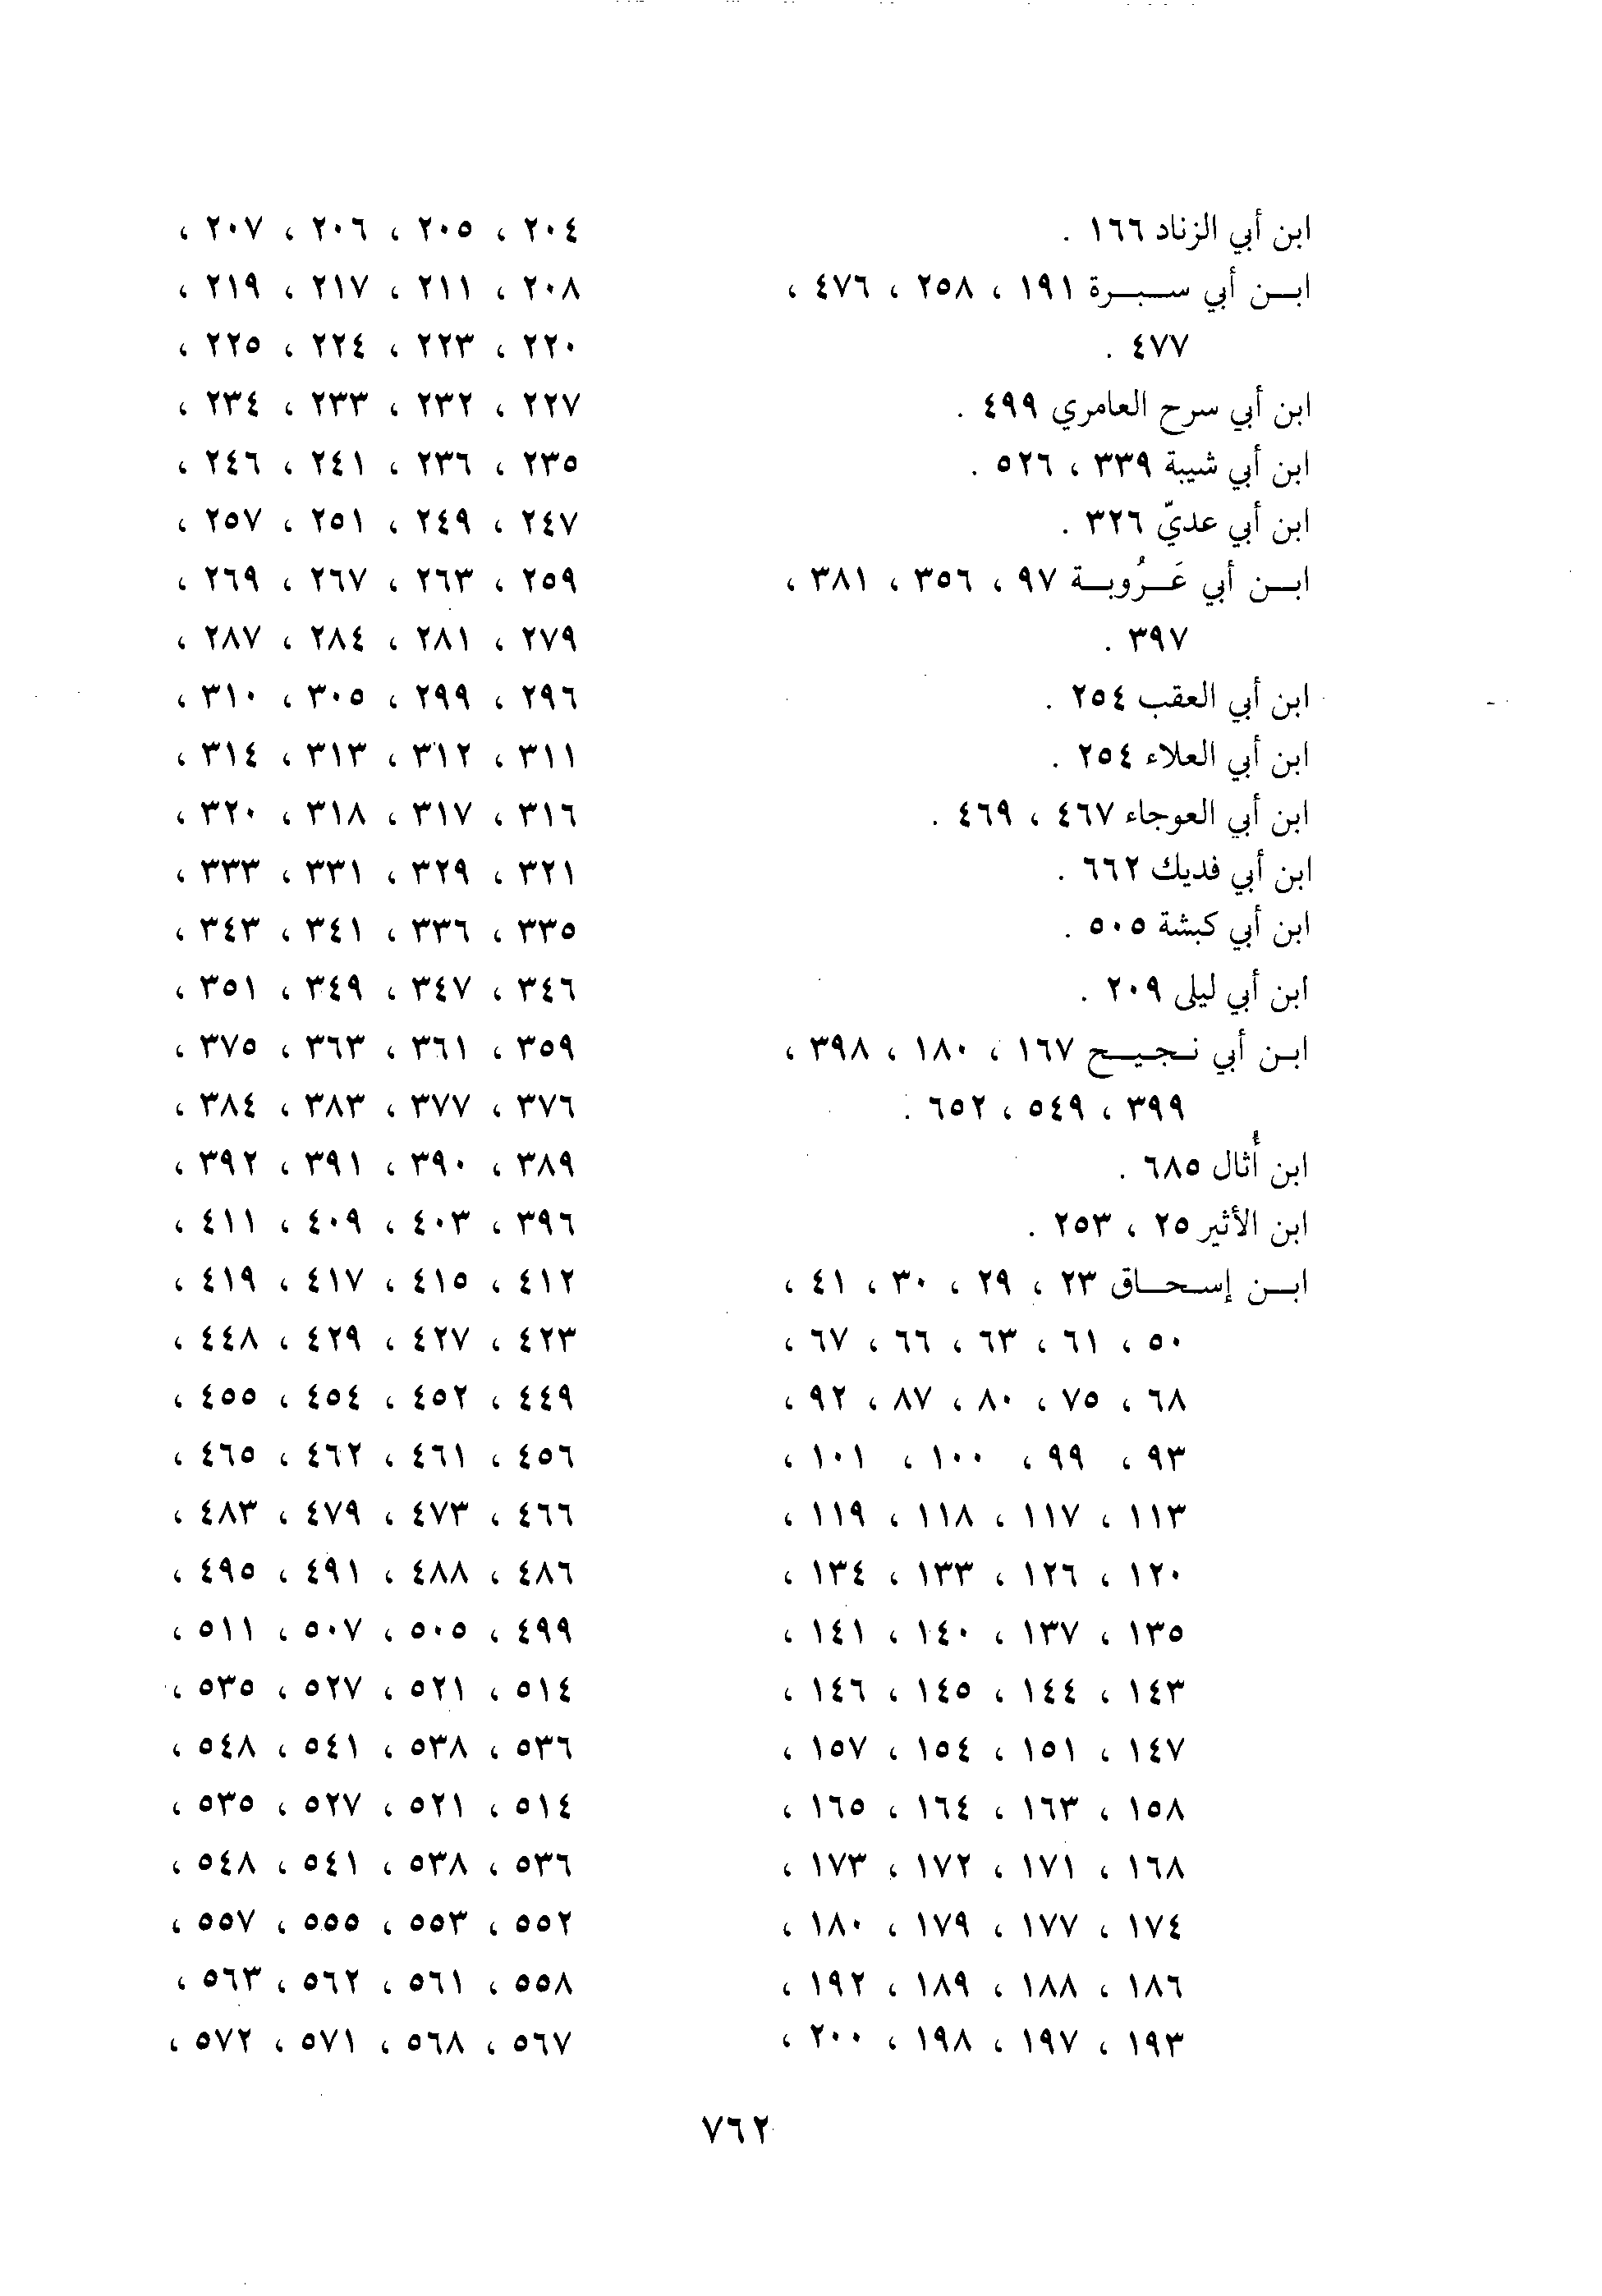 ابن أبي الزناد ١٦٦ .
ابـن أبي سـبـرة ١٩١ ، ٢٥٨ ، ٤٧٦ ،
٤٧٧ .
ابن أبي سرح العامري ٤٩٩ .
ابن أبي شيبة ٣٣٩ ، ٥٢٦ .
ابن أبي عديّ ٣٢٦ .
ابـن أبي عَـرُوبـة ٩٧ ، ٣٥٦ ، ٣٨١ ،
٣٩٧ .
ابن أبي العقب ٢٥٤ .
ابن أبي العلاء ٢٥٤ .
ابن أبي العوجاء ٤٦٧ ، ٤٦٩ .
ابن أبي فديك ٦٦٢ .
ابن أبي كبشة ٥٠٥ .
ابن أبي ليلى ٢٠٩ .
ابـن أبي نـجـيـح ١٦٧ ، ١٨٠ ، ٣٩٨ ،
٣٩٩ ، ٥٤٩ ، ٦٥٢ .
ابن أُثال ٦٨٥ .
ابن الأثير ٢٥ ، ٢٥٣ .
ابـن إسـحـاق ٢٣ ، ٢٩ ، ٣٠ ، ٤١ ،
٥٠ ، ٦١ ، ٦٣ ، ٦٦ ، ٦٧ ،
٦٨ ، ٧٥ ، ٨٠ ، ٨٧ ، ٩٢ ،
٩٣ ، ٩٩ ، ١٠٠ ، ١٠١ ،
١١٣ ، ١١٧ ، ١١٨ ، ١١٩ ،
١٢٠ ، ١٢٦ ، ١٣٣ ، ١٣٤ ،
١٣٥ ، ١٣٧ ، ١٤٠ ، ١٤١ ،
١٤٣ ، ١٤٤ ، ١٤٥ ، ١٤٦ ،
١٤٧ ، ١٥١ ، ١٥٤ ، ١٥٧ ،
١٥٨ ، ١٦٣ ، ١٦٤ ، ١٦٥ ،
١٦٨ ، ١٧١ ، ١٧٢ ، ١٧٣ ،
١٧٤ ، ١٧٧ ، ١٧٩ ، ١٨٠ ،
١٨٦ ، ١٨٨ ، ١٨٩ ، ١٩٢ ،
١٩٣ ، ١٩٧ ، ١٩٨ ، ٢٠٠ ،
٢٠٤ ، ٢٠٥ ، ٢٠٦ ، ٢٠٧ ،
٢٠٨ ، ٢١١ ، ٢١٧ ، ٢١٩ ،
٢٢٠ ، ٢٢٣ ، ٢٢٤ ، ٢٢٥ ،
٢٢٧ ، ٢٣٢ ، ٢٣٣ ، ٢٣٤ ،
٢٣٥ ، ٢٣٦ ، ٢٤١ ، ٢٤٦ ،
٢٤٧ ، ٢٤٩ ، ٢٥١ ، ٢٥٧ ،
٢٥٩ ، ٢٦٣ ، ٢٦٧ ، ٢٦٩ ،
٢٧٩ ، ٢٨١ ، ٢٨٤ ، ٢٨٧ ،
٢٩٦ ، ٢٩٩ ، ٣٠٥ ، ٣١٠ ،
٣١١ ، ٣١٢ ، ٣١٣ ، ٣١٤ ،
٣١٦ ، ٣١٧ ، ٣١٨ ، ٣٢٠ ،
٣٢١ ، ٣٢٩ ، ٣٣١ ، ٣٣٣ ،
٣٣٥ ، ٣٣٦ ، ٣٤١ ، ٣٤٣ ،
٣٤٦ ، ٣٤٧ ، ٣٤٩ ، ٣٥١ ،
٣٥٩ ، ٣٦١ ، ٣٦٣ ، ٣٧٥ ،
٣٧٦ ، ٣٧٧ ، ٣٨٣ ، ٣٨٤ ،
٣٨٩ ، ٣٩٠ ، ٣٩١ ، ٣٩٢ ،
٣٩٦ ، ٤٠٣ ، ٤٠٩ ، ٤١١ ،
٤١٢ ، ٤١٥ ، ٤١٧ ، ٤١٩ ،
٤٢٣ ، ٤٢٧ ، ٤٢٩ ، ٤٤٨ ،
٤٤٩ ، ٤٥٢ ، ٤٥٤ ، ٤٥٥ ،
٤٥٦ ، ٤٦١ ، ٤٦٢ ، ٤٦٥ ،
٤٦٦ ، ٤٧٣ ، ٤٧٩ ، ٤٨٣ ،
٤٨٦ ، ٤٨٨ ، ٤٩١ ، ٤٩٥ ،
٤٩٩ ، ٥٠٥ ، ٥٠٧ ، ٥١١ ،
٥١٤ ، ٥٢١ ، ٥٢٧ ، ٥٣٥ ،
٥٣٦ ، ٥٣٨ ، ٥٤١ ، ٥٤٨ ،
٥١٤ ، ٥٢١ ، ٥٢٧ ، ٥٣٥ ،
٥٣٦ ، ٥٣٨ ، ٥٤١ ، ٥٤٨ ،
٥٥٢ ، ٥٥٣ ، ٥٥٥ ، ٥٥٧ ،
٥٥٨ ، ٥٦١ ، ٥٦٢ ، ٥٦٣ ،
٥٦٧ ، ٥٦٨ ، ٥٧١ ، ٥٧٢ ،
٧٦٢